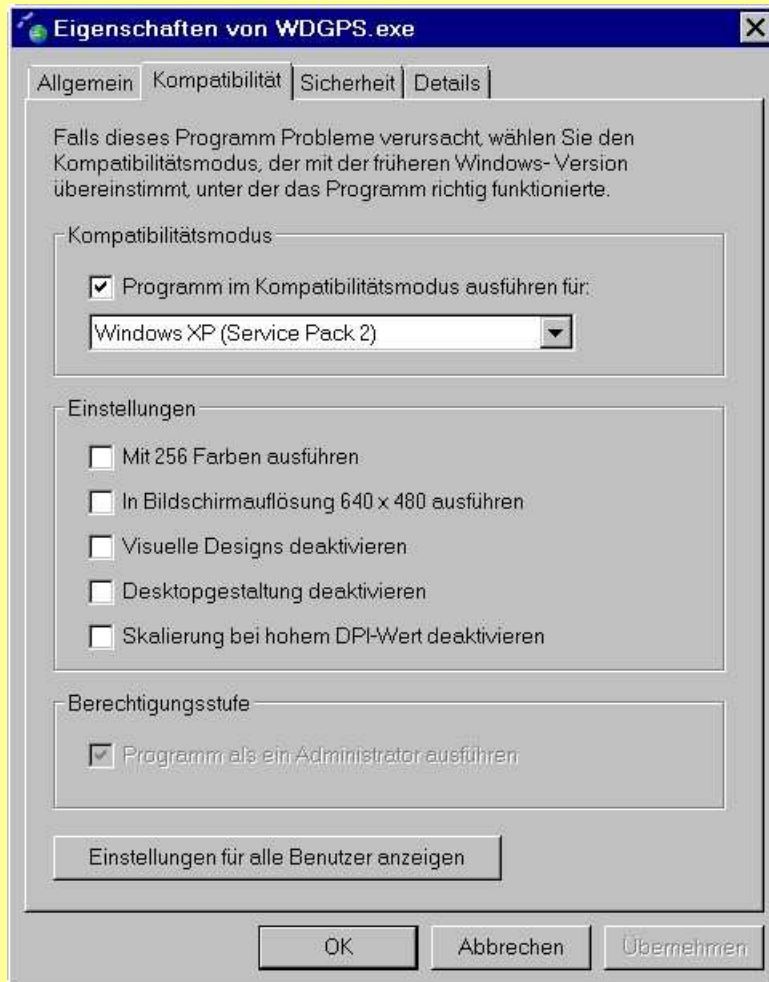 Eigenschaften von WDGPS.exe
Allgemein Kompatibilität Sicherheit Details
Falls dieses Programm Probleme verursacht, wählen Sie den
Kompatibilitätsmodus, der mit der früheren Windows- Version
übereinstimmt, unter der das Programm richtig funktionierte.
Kompatibilitätsmodus
Programm im Kompatibilitätsmodus ausführen für:
Windows XP (Service Pack 2)
Einstellungen
Mit 256 Farben ausführen
In Bildschirmauflösung 640 x 480 ausführen
Visuelle Designs deaktivieren
Desktopgestaltung deaktivieren
Skalierung bei hohem DPI-Wert deaktivieren
Berechtigungsstufe
Programm als ein Administrator ausführen
Einstellungen für alle Benutzer anzeigen
OK Abbrechen Übernehmen